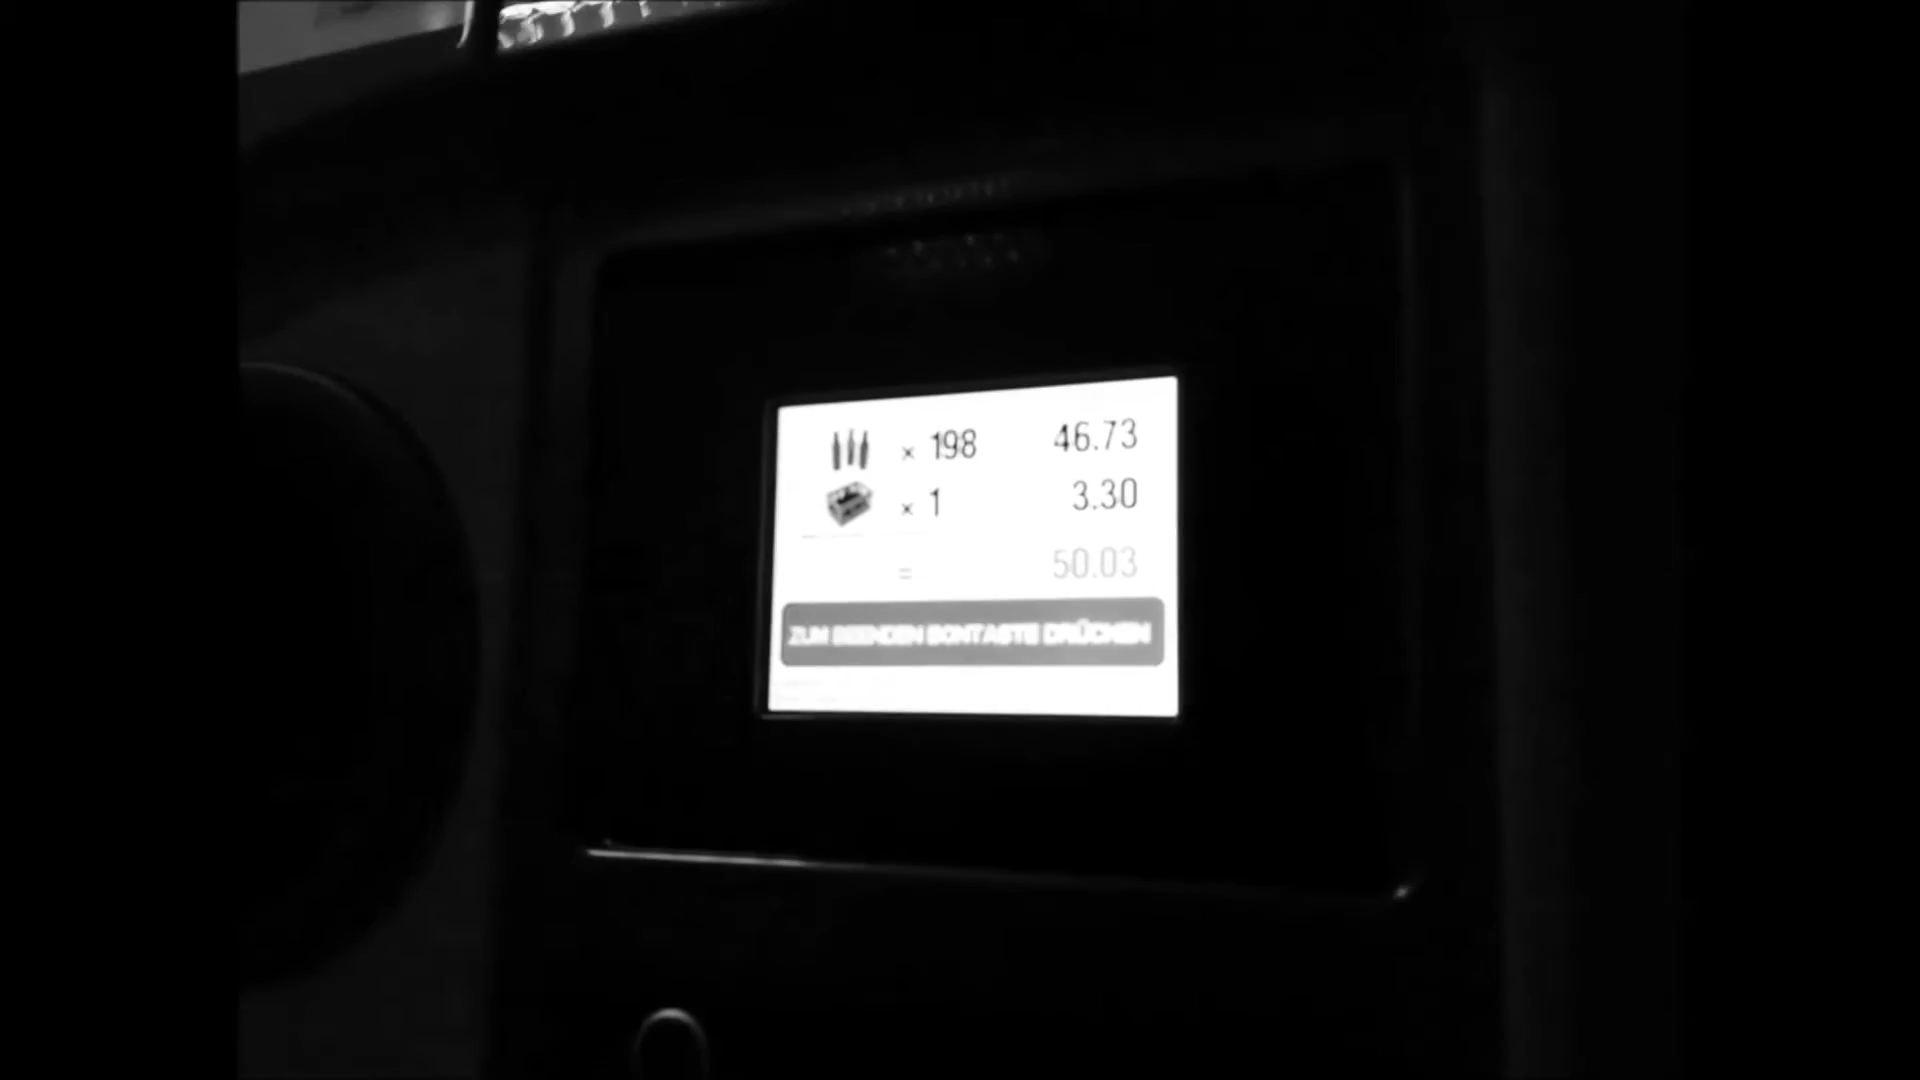 × 198 46.73
× 1 3.30
= 50.03
ZUM BEENDEN BONTASTE DRÜCKEN